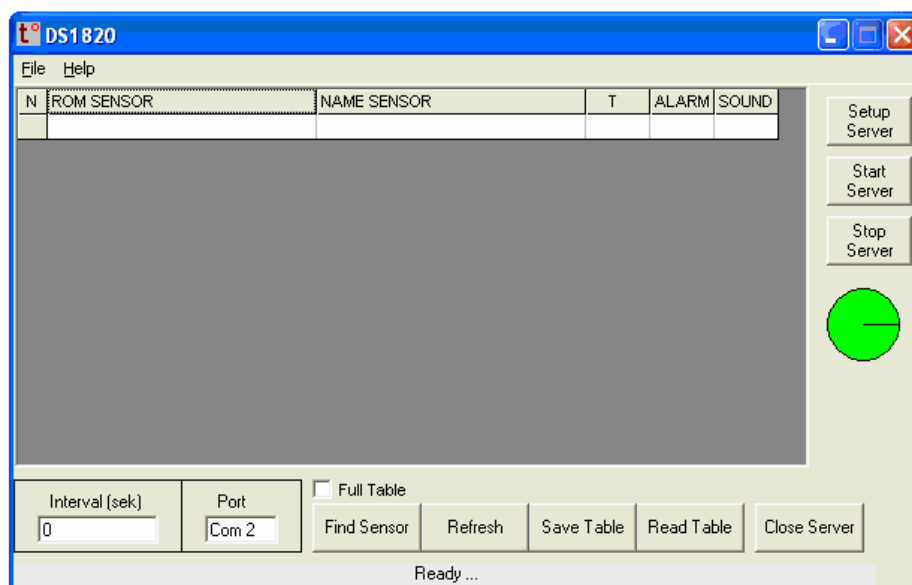 t° DS1820
File Help
N ROM SENSOR NAME SENSOR T ALARM SOUND
Setup
Server
Start
Server
Stop
Server
Full Table
Interval (sek) Port
0 Com 2
Find Sensor Refresh Save Table Read Table Close Server
Ready ...